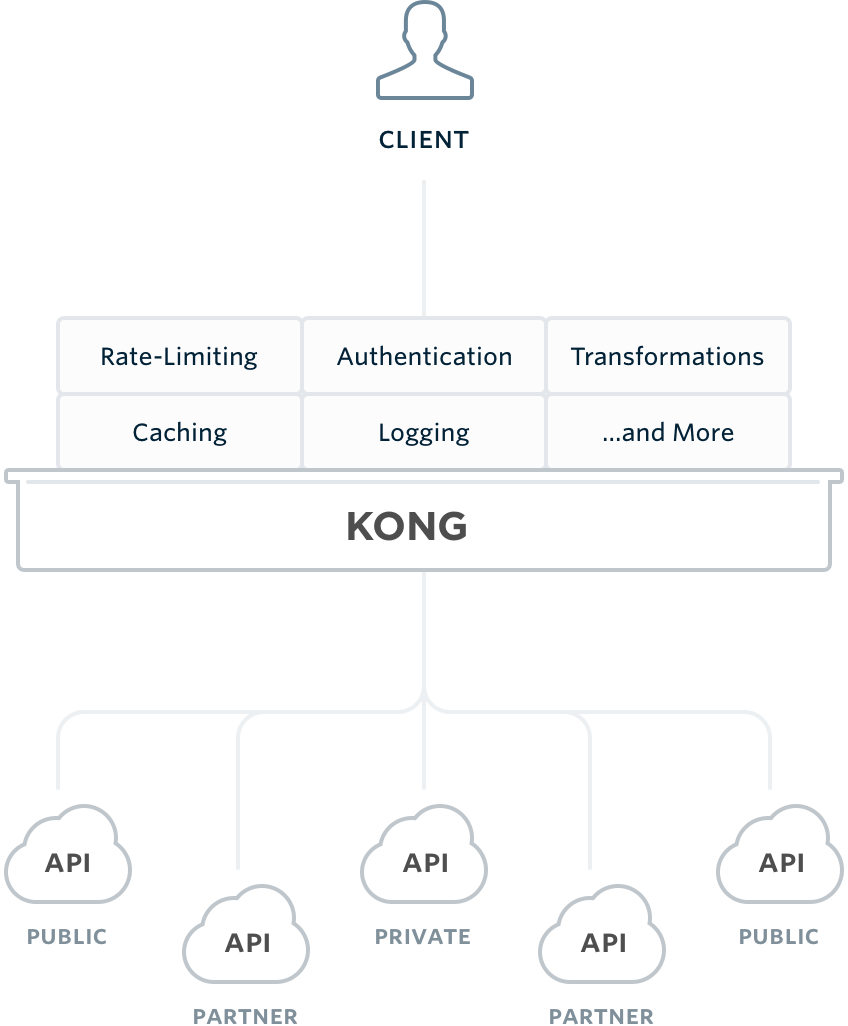 CLIENT
Rate-Limiting Authentication Transformations
Caching Logging ...and More
KONG
API API API
PUBLIC PRIVATE PUBLIC
API API
PARTNER PARTNER